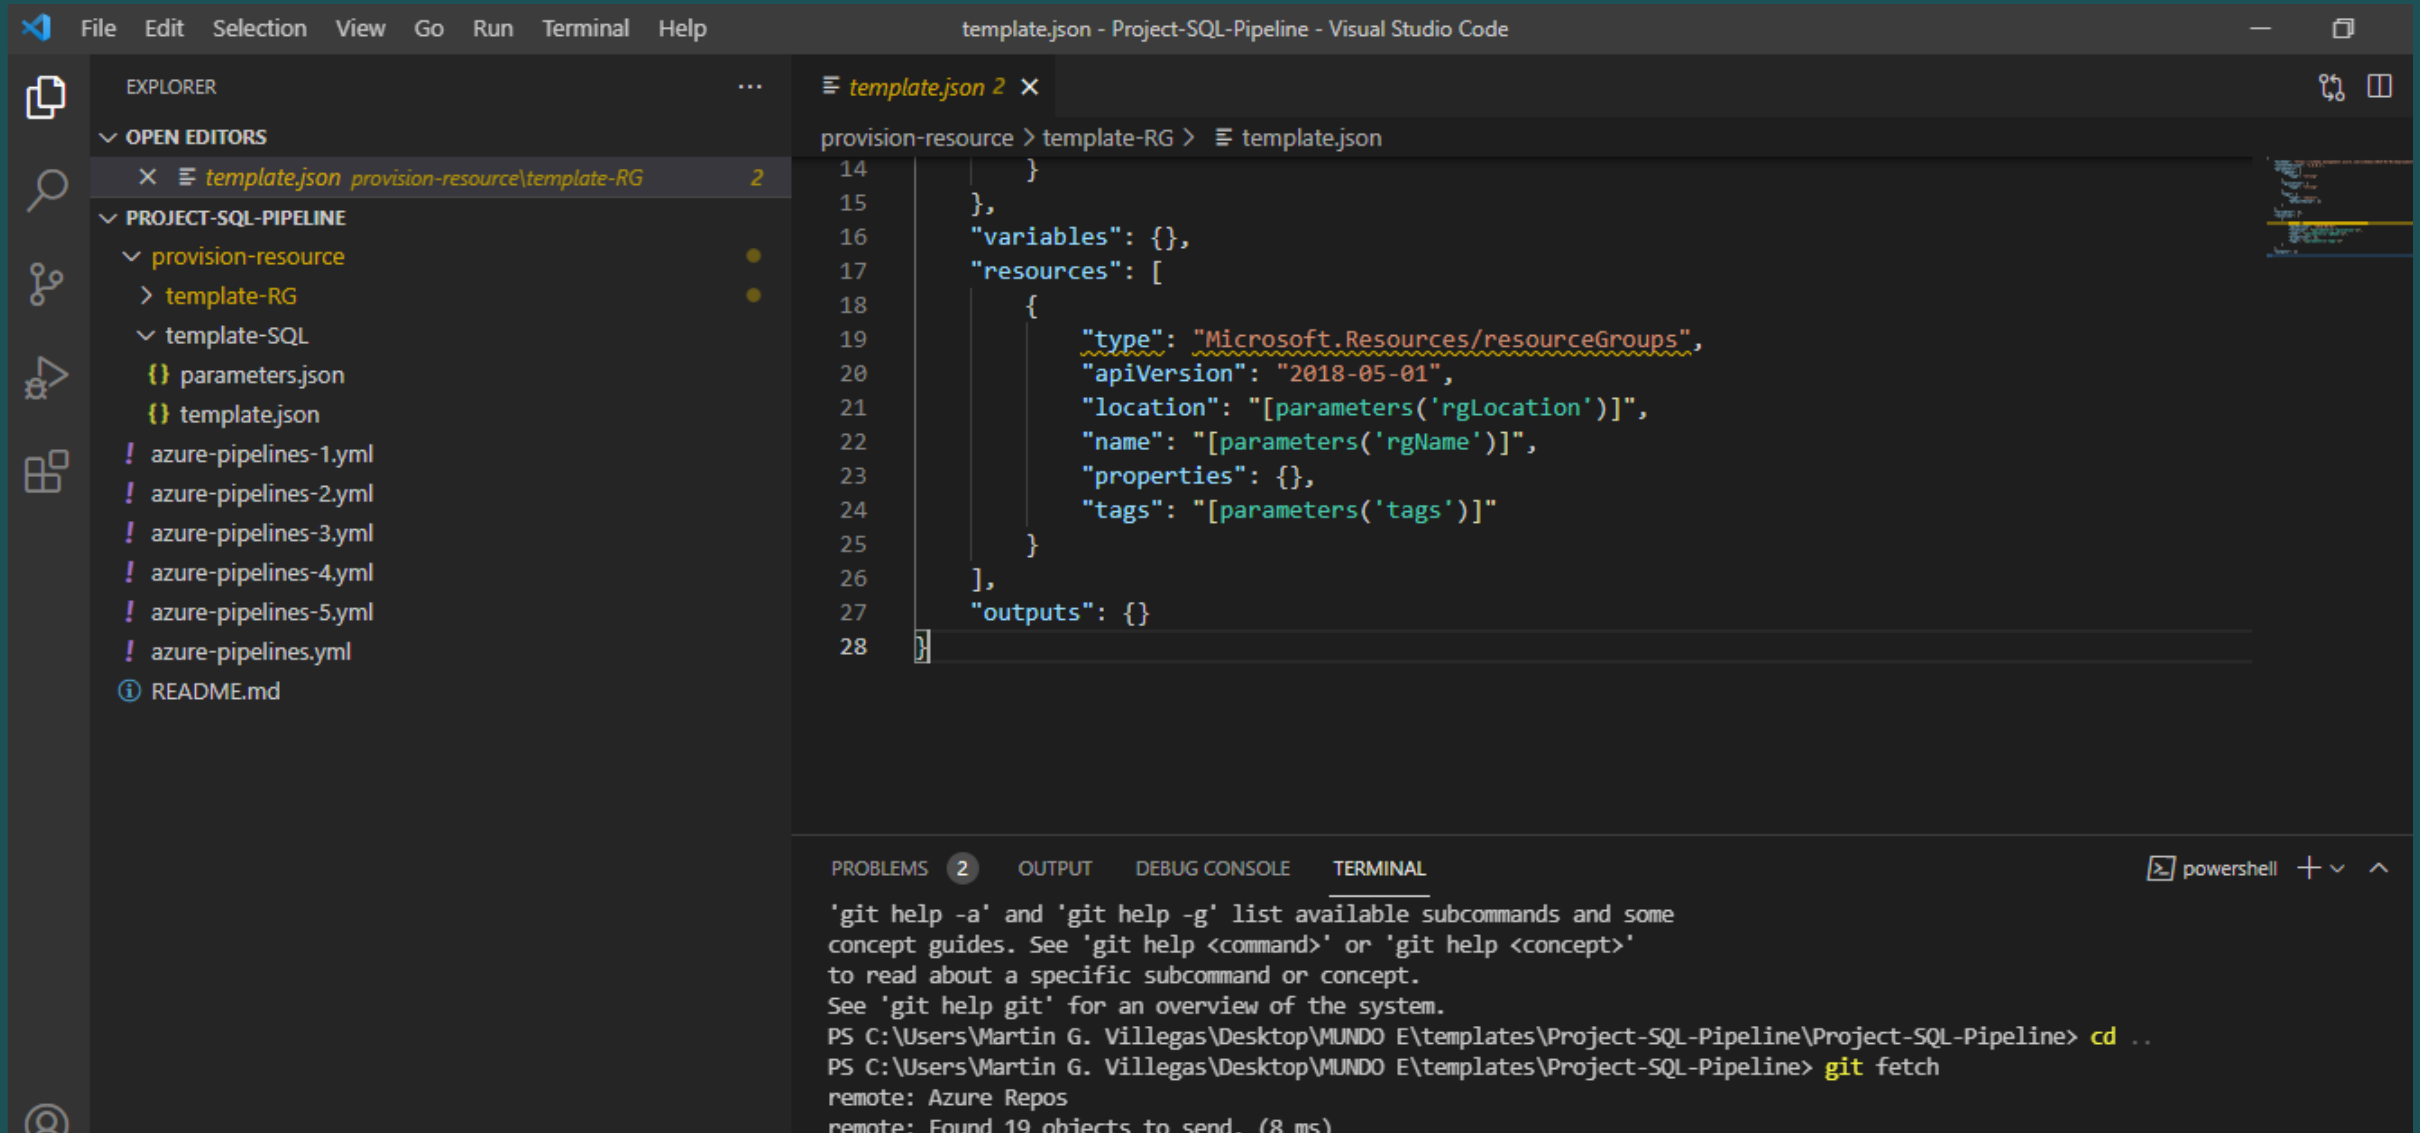 File Edit Selection View Go Run Terminal Help
template.json - Project-SQL-Pipeline - Visual Studio Code
EXPLORER
OPEN EDITORS
template.json provision-resource\template-RG 2
PROJECT-SQL-PIPELINE
provision-resource
template-RG
template-SQL
{} parameters.json
{} template.json
! azure-pipelines-1.yml
! azure-pipelines-2.yml
! azure-pipelines-3.yml
! azure-pipelines-4.yml
! azure-pipelines-5.yml
! azure-pipelines.yml
README.md
template.json 2
provision-resource > template-RG > template.json
14 }
15 },
16 "variables": {},
17 "resources": [
18 {
19 "type": "Microsoft.Resources/resourceGroups",
20 "apiVersion": "2018-05-01",
21 "location": "[parameters('rgLocation')]",
22 "name": "[parameters('rgName')]",
23 "properties": {},
24 "tags": "[parameters('tags')]"
25 }
26 ],
27 "outputs": {}
28 }
PROBLEMS 2 OUTPUT DEBUG CONSOLE TERMINAL
powershell
'git help -a' and 'git help -g' list available subcommands and some
concept guides. See 'git help <command>' or 'git help <concept>'
to read about a specific subcommand or concept.
See 'git help git' for an overview of the system.
PS C:\Users\Martin G. Villegas\Desktop\MUNDO E\templates\Project-SQL-Pipeline\Project-SQL-Pipeline> cd ..
PS C:\Users\Martin G. Villegas\Desktop\MUNDO E\templates\Project-SQL-Pipeline> git fetch
remote: Azure Repos
remote: Found 19 objects to send. (8 ms)